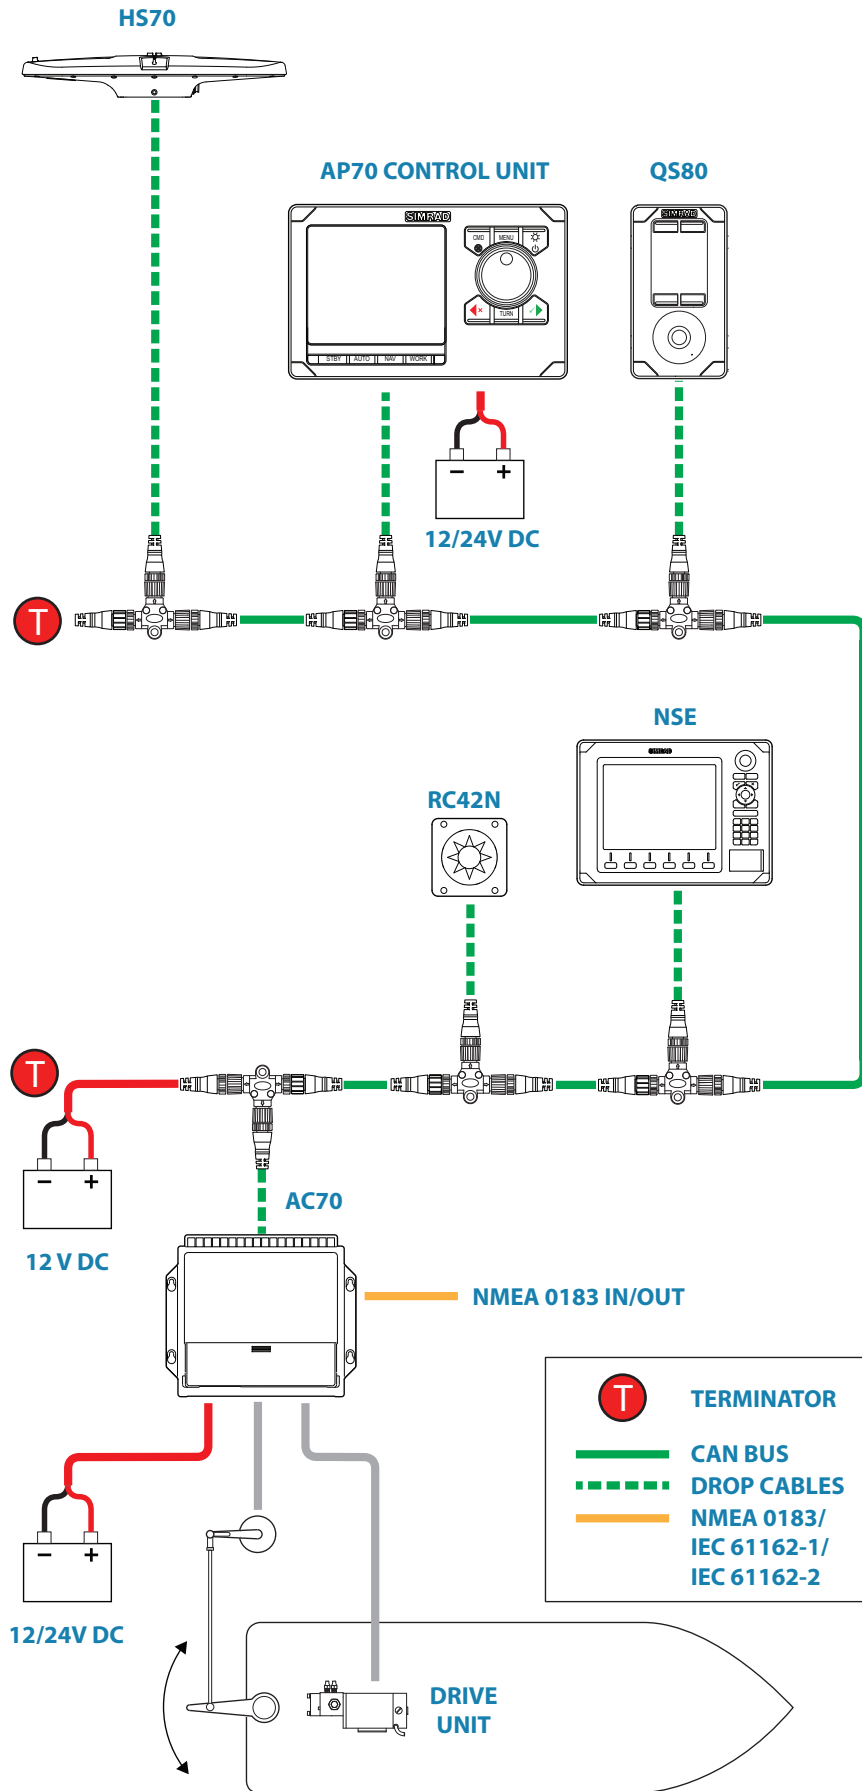 HS70
AP70 CONTROL UNIT
QS80
SIMRAD
SIMRAD
CMD
MENU
TURN
STBY
AUTO
NAV
WORK
12/24V DC
T
NSE
SIMRAD
RC42N
T
12 V DC
AC70
NMEA 0183 IN/OUT
T
TERMINATOR
CAN BUS
DROP CABLES
NMEA 0183/
IEC 61162-1/
IEC 61162-2
12/24V DC
DRIVE
UNIT